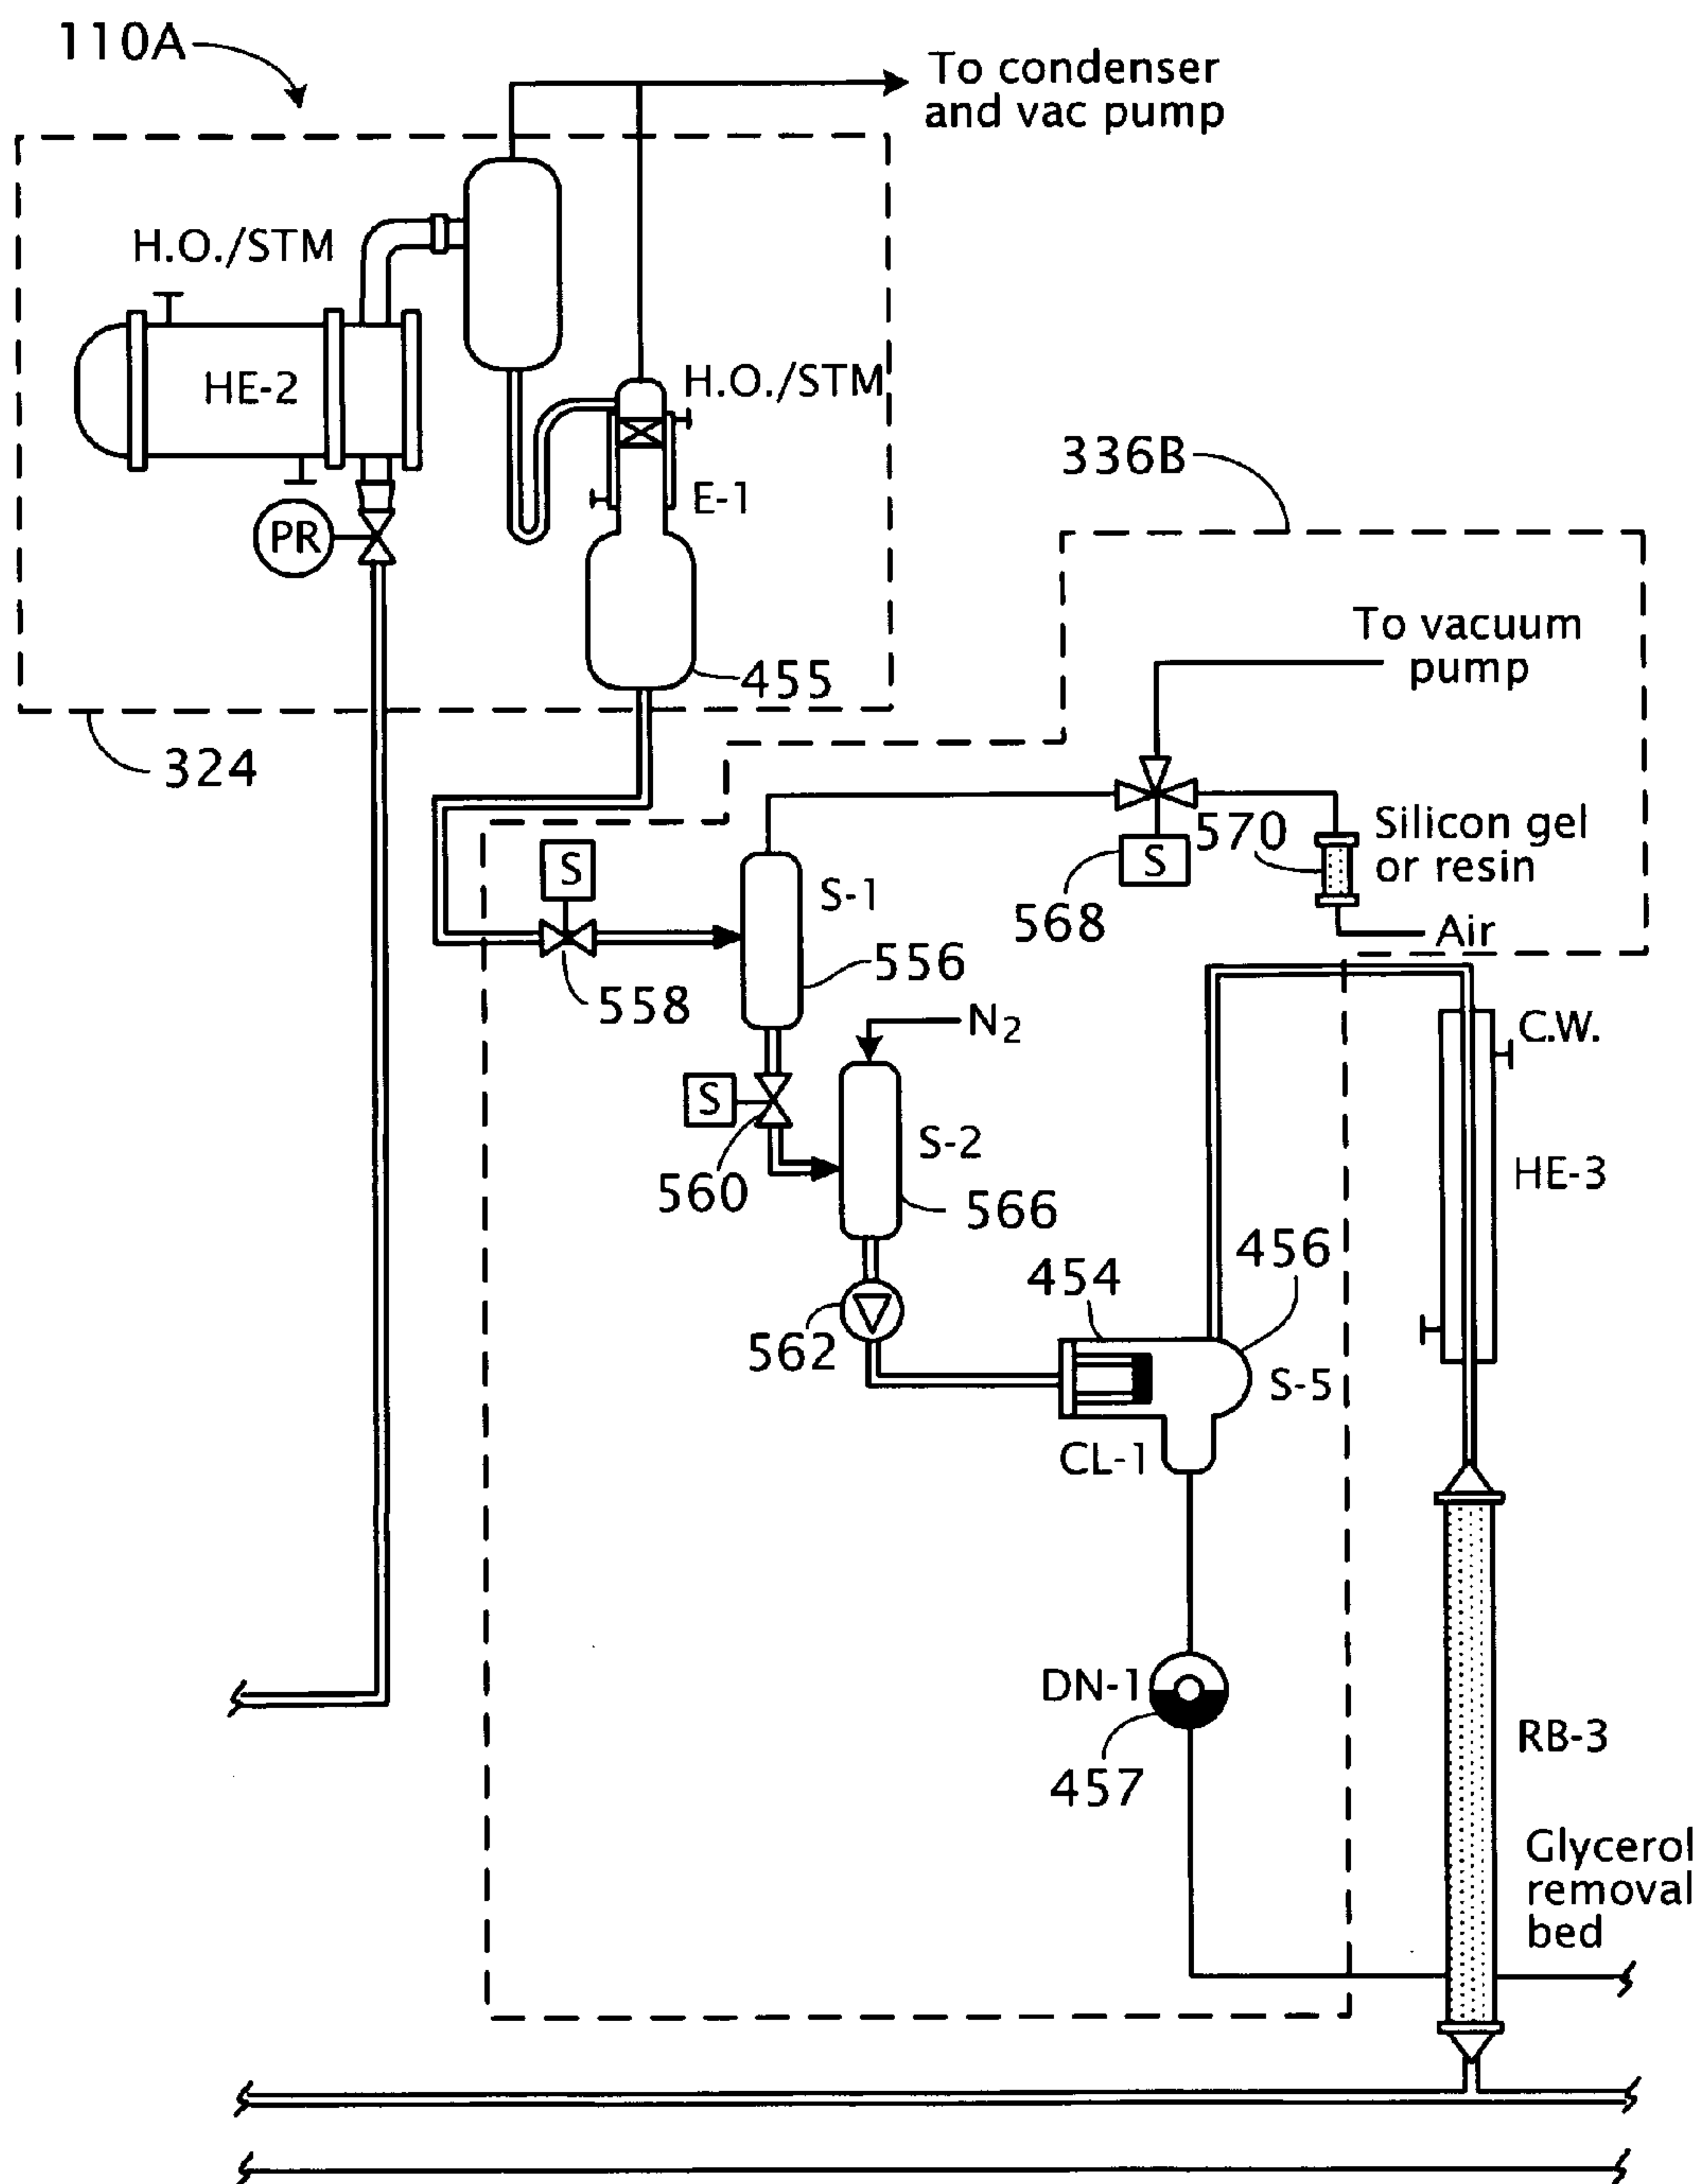 110A
To condenser
and vac pump
H.O./STM
HE-2
H.O./STM
E-1
PR
455
324
336B
To vacuum
pump
S
568
570
Silicon gel
or resin
Air
S
558
S-1
556
N2
S
560
S-2
566
562
454
456
S-5
CL-1
C.W.
HE-3
DN-1
457
RB-3
Glycerol
removal
bed